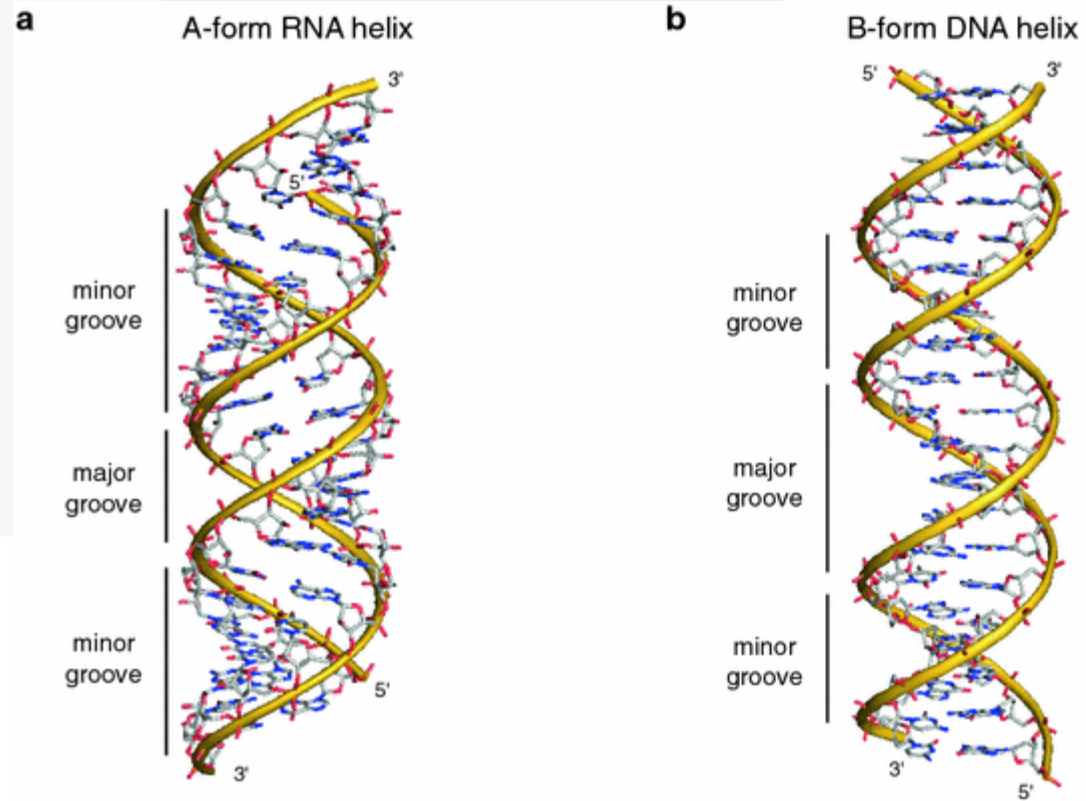 a
A-form RNA helix
3'
5'
minor
groove
major
groove
minor
groove
5'
3'
b
B-form DNA helix
5'
3'
minor
groove
major
groove
minor
groove
3'
5'